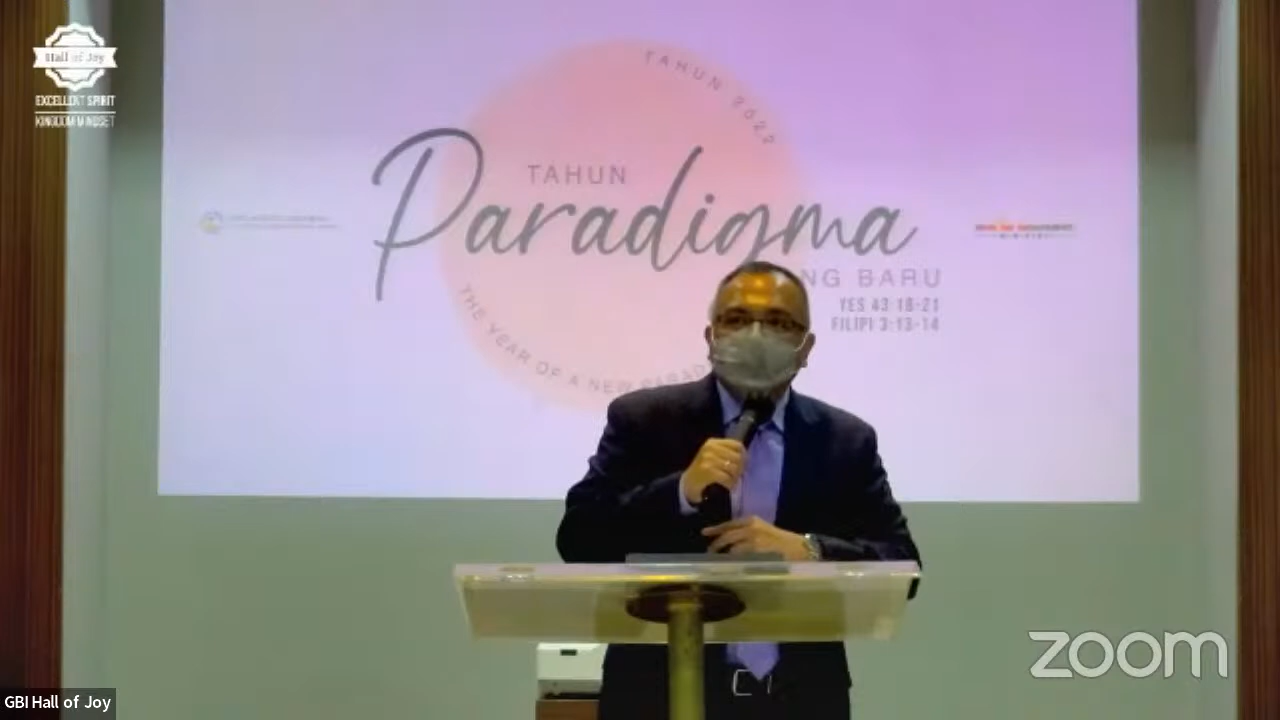 Hall of Joy
EXCELLENT SPIRIT
KINGDOM MINDSET
TAHUN 2022
TAHUN
Paradigma
NG BARU
YES 43:18-21
FILIPI 3:13-14
THE YEAR OF A NEW PARAD
zoom
GBI Hall of Joy